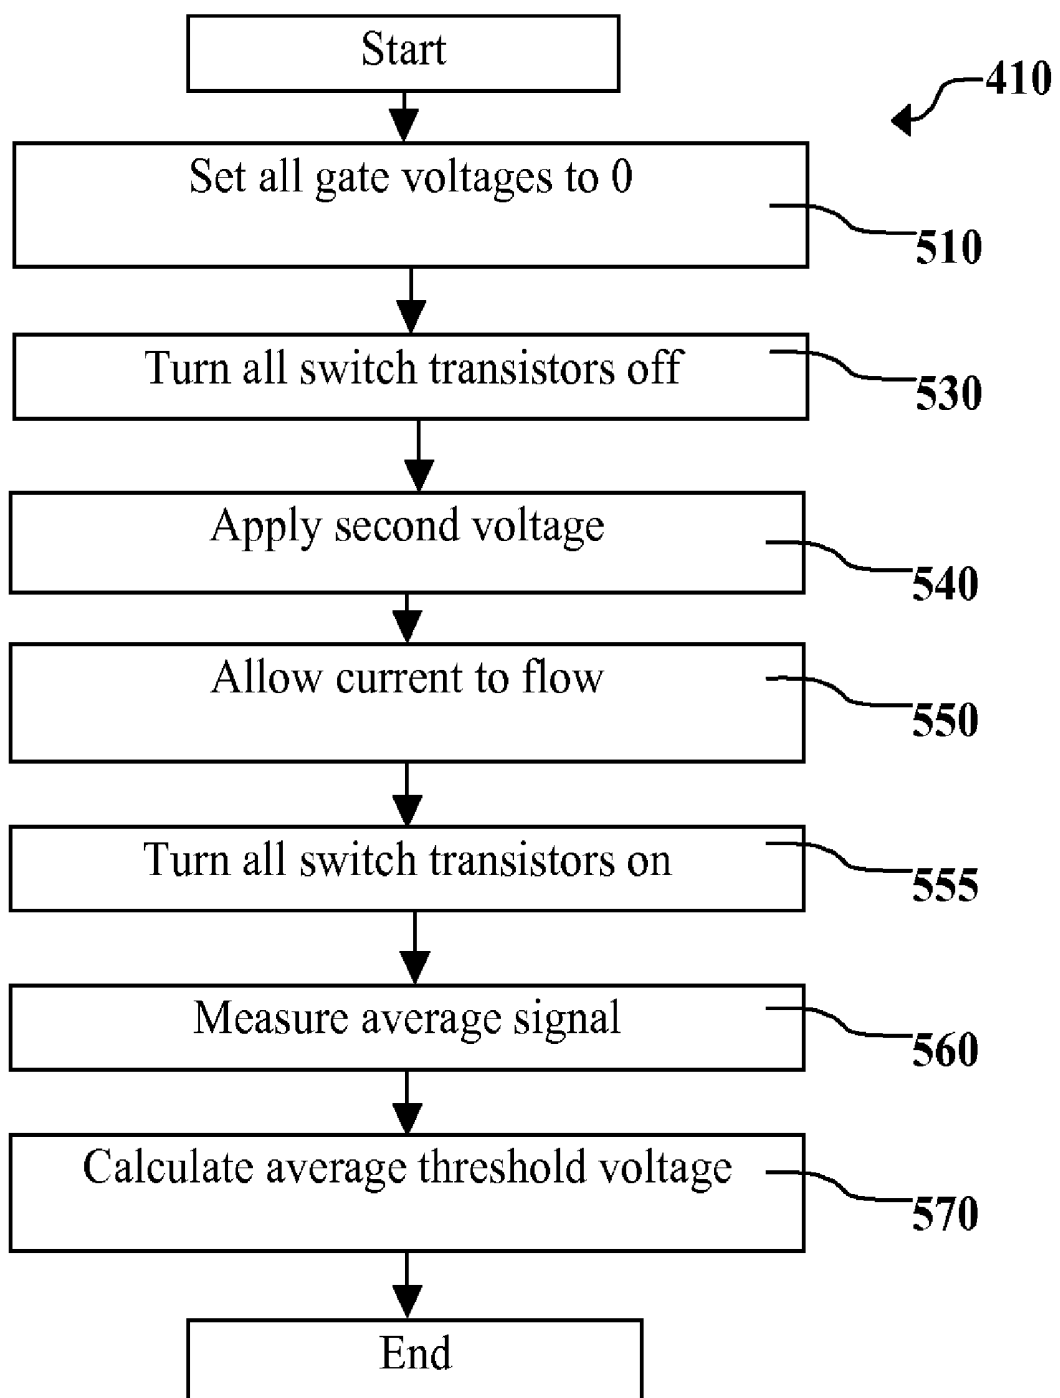 Start
410
Set all gate voltages to 0
510
Turn all switch transistors off
530
Apply second voltage
540
Allow current to flow
550
Turn all switch transistors on
555
Measure average signal
560
Calculate average threshold voltage
570
End